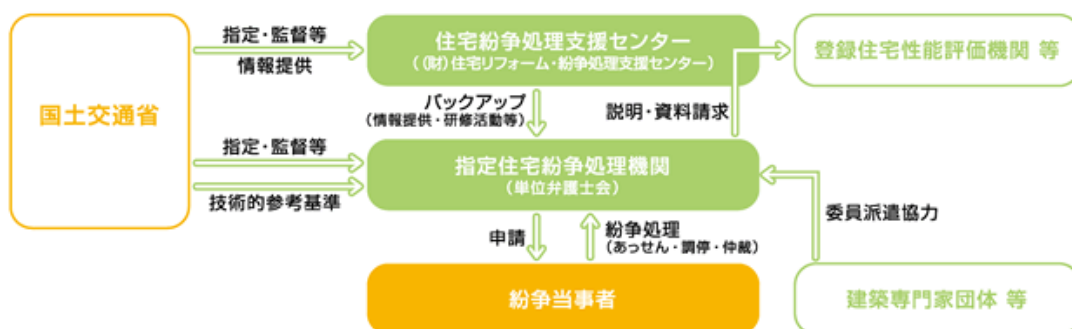 指定・監督等
情報提供
国土交通省
指定・監督等
技術的参考基準
住宅紛争処理支援センター
((財)住宅リフォーム・紛争処理支援センター)
バックアップ
(情報提供・研修活動等)
説明・資料請求
登録住宅性能評価機関 等
指定住宅紛争処理機関
(単位弁護士会)
申請
紛争処理
(あっせん・調停・仲裁)
委員派遣協力
紛争当事者
建築専門家団体 等